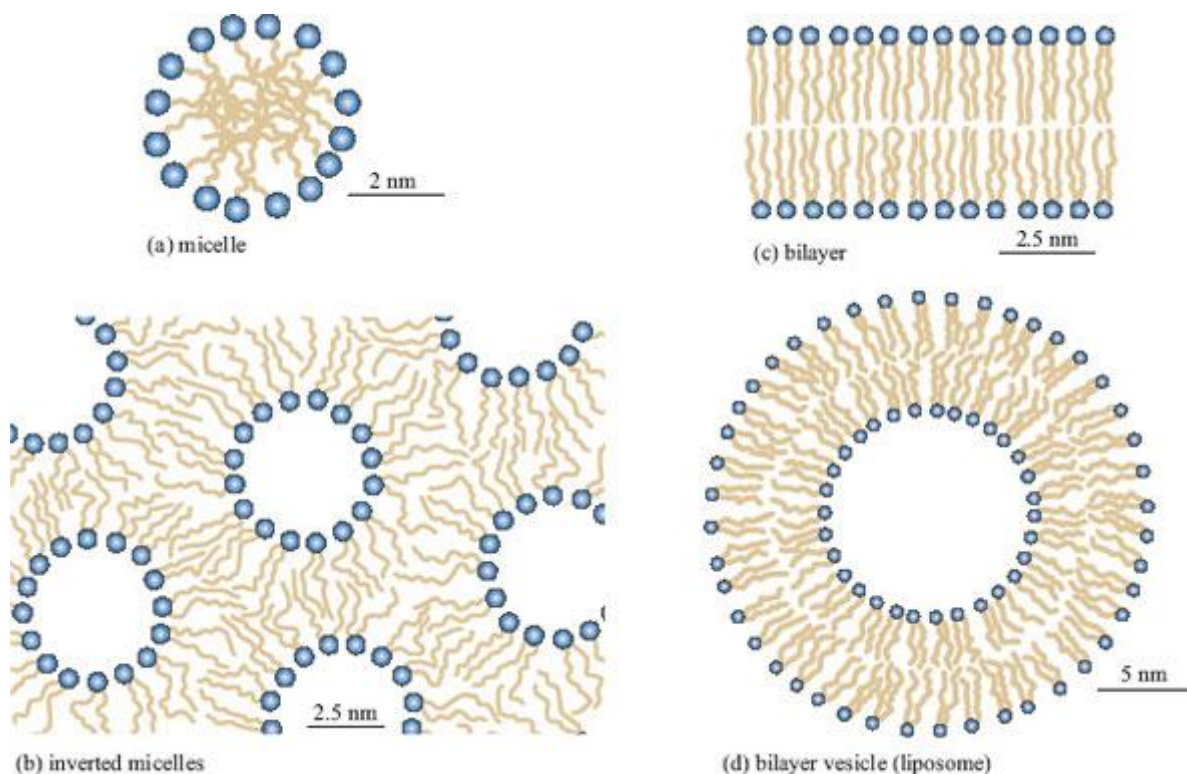 2 nm
(a) micelle
2.5 nm
(c) bilayer
2.5 nm
(b) inverted micelles
5 nm
(d) bilayer vesicle (liposome)